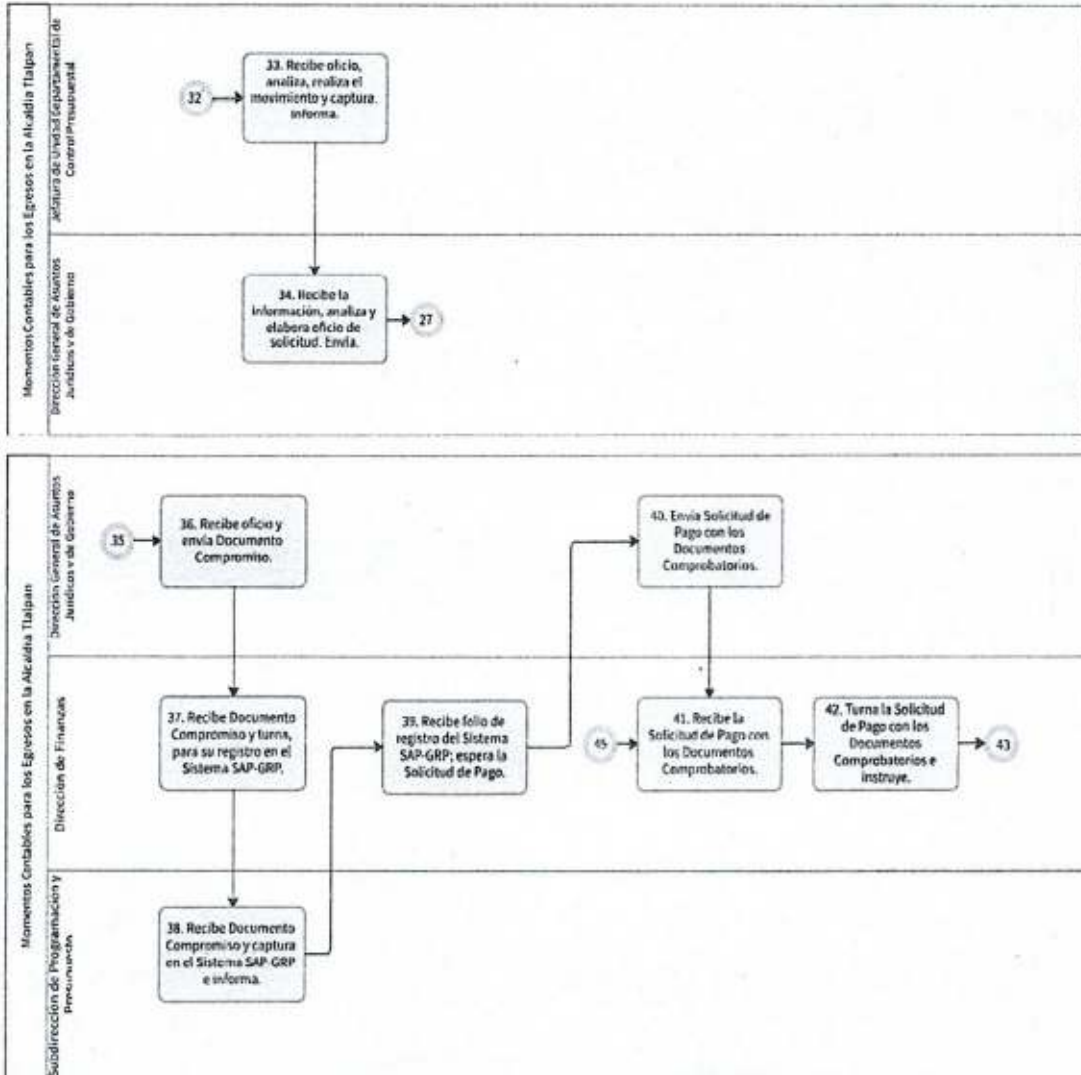 Momentos Contables para los Egresos en la Alcaldía Tlalpan
Jefatura de Unidad Departamental de
Control Presupuestal
32
33. Recibe oficio,
analiza, realiza el
movimiento y captura.
Informa.
Dirección General de Asuntos
Jurídicos y de Gobierno
34. Recibe la
información, analiza y
elabora oficio de
solicitud. Envía.
27
Momentos Contables para los Egresos en la Alcaldía Tlalpan
Dirección General de Asuntos
Jurídicos y de Gobierno
35
36. Recibe oficio y
envía Documento
Compromiso.
40. Envía Solicitud de
Pago con los
Documentos
Comprobatorios.
Dirección de Finanzas
37. Recibe Documento
Compromiso y turna,
para su registro en el
Sistema SAP-GRP.
39. Recibe folio de
registro del Sistema
SAP-GRP; espera la
Solicitud de Pago.
45
41. Recibe la
Solicitud de Pago con
los Documentos
Comprobatorios.
42. Turna la Solicitud
de Pago con los
Documentos
Comprobatorios e
instruye.
43
Subdirección de Programación y
Presupuesto
38. Recibe Documento
Compromiso y captura
en el Sistema SAP-GRP
e informa.